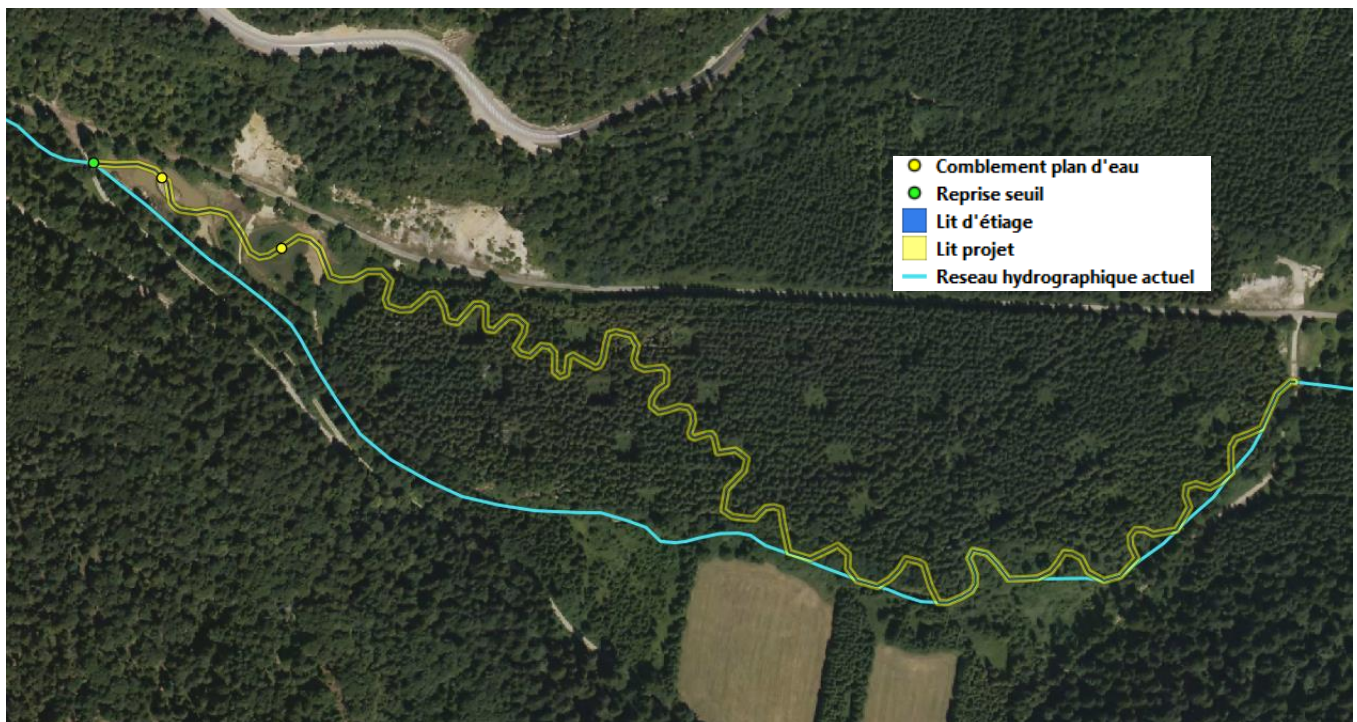 Comblement plan d'eau
Reprise seuil
Lit d'étiage
Lit projet
Reseau hydrographique actuel